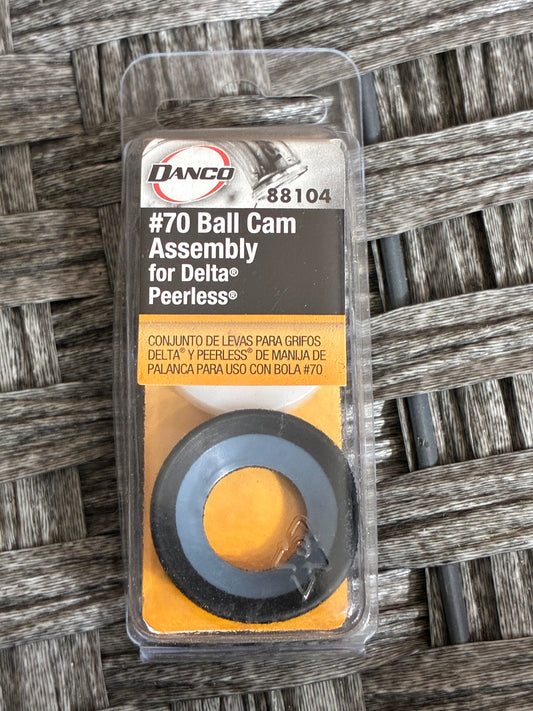 DANCO
88104
#70 Ball Cam
Assembly
for Delta®
Peerless®
CONJUNTO DE LEVAS PARA GRIFOS
DELTA® Y PEERLESS® DE MANIJA DE
PALANCA PARA USO CON BOLA #70